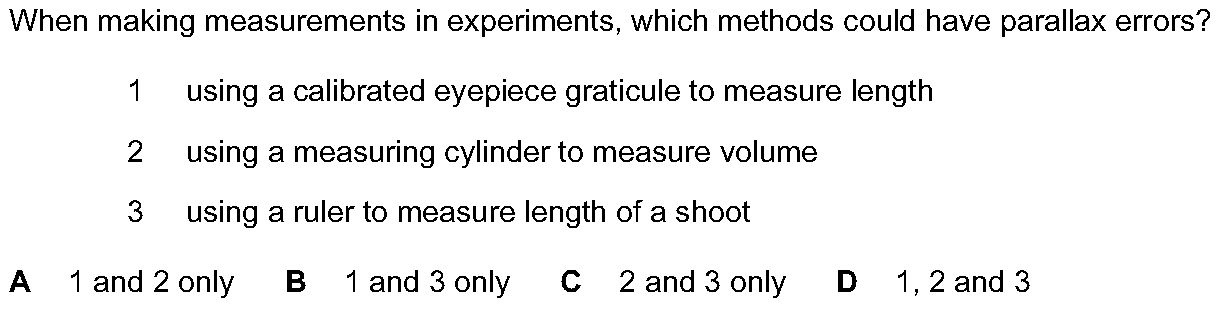 When making measurements in experiments, which methods could have parallax errors?
1 using a calibrated eyepiece graticule to measure length
2 using a measuring cylinder to measure volume
3 using a ruler to measure length of a shoot
A 1 and 2 only B 1 and 3 only C 2 and 3 only D 1, 2 and 3